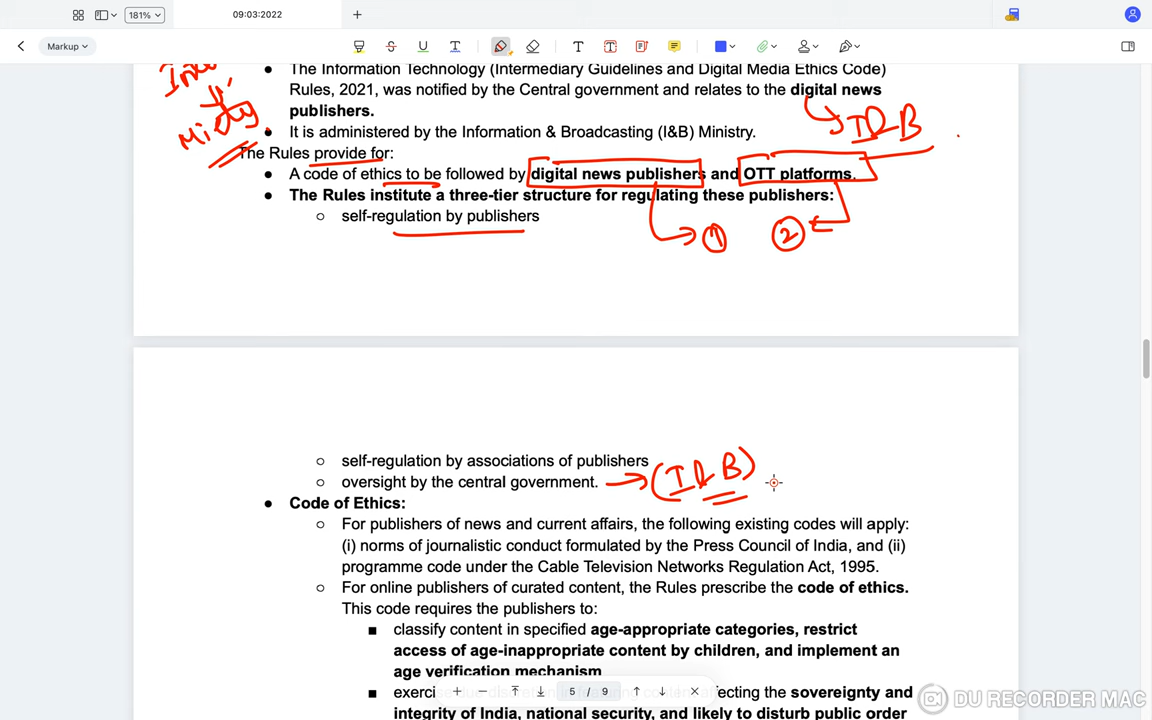 181%
09:03:2022
Markup
The Information Technology (Intermediary Guidelines and Digital Media Ethics Code)
Rules, 2021, was notified by the Central government and relates to the digital news
publishers.
I&B
It is administered by the Information & Broadcasting (I&B) Ministry.
The Rules provide for:
A code of ethics to be followed by digital news publishers and OTT platforms.
The Rules institute a three-tier structure for regulating these publishers:
self-regulation by publishers
1 2
self-regulation by associations of publishers
oversight by the central government. (I&B)
Code of Ethics:
For publishers of news and current affairs, the following existing codes will apply:
(i) norms of journalistic conduct formulated by the Press Council of India, and (ii)
programme code under the Cable Television Networks Regulation Act, 1995.
For online publishers of curated content, the Rules prescribe the code of ethics.
This code requires the publishers to:
classify content in specified age-appropriate categories, restrict
access of age-inappropriate content by children, and implement an
age verification mechanism
5 / 9
the sovereignty and
integrity of India, national security, and likely to disturb public order
DU RECORDER MAC